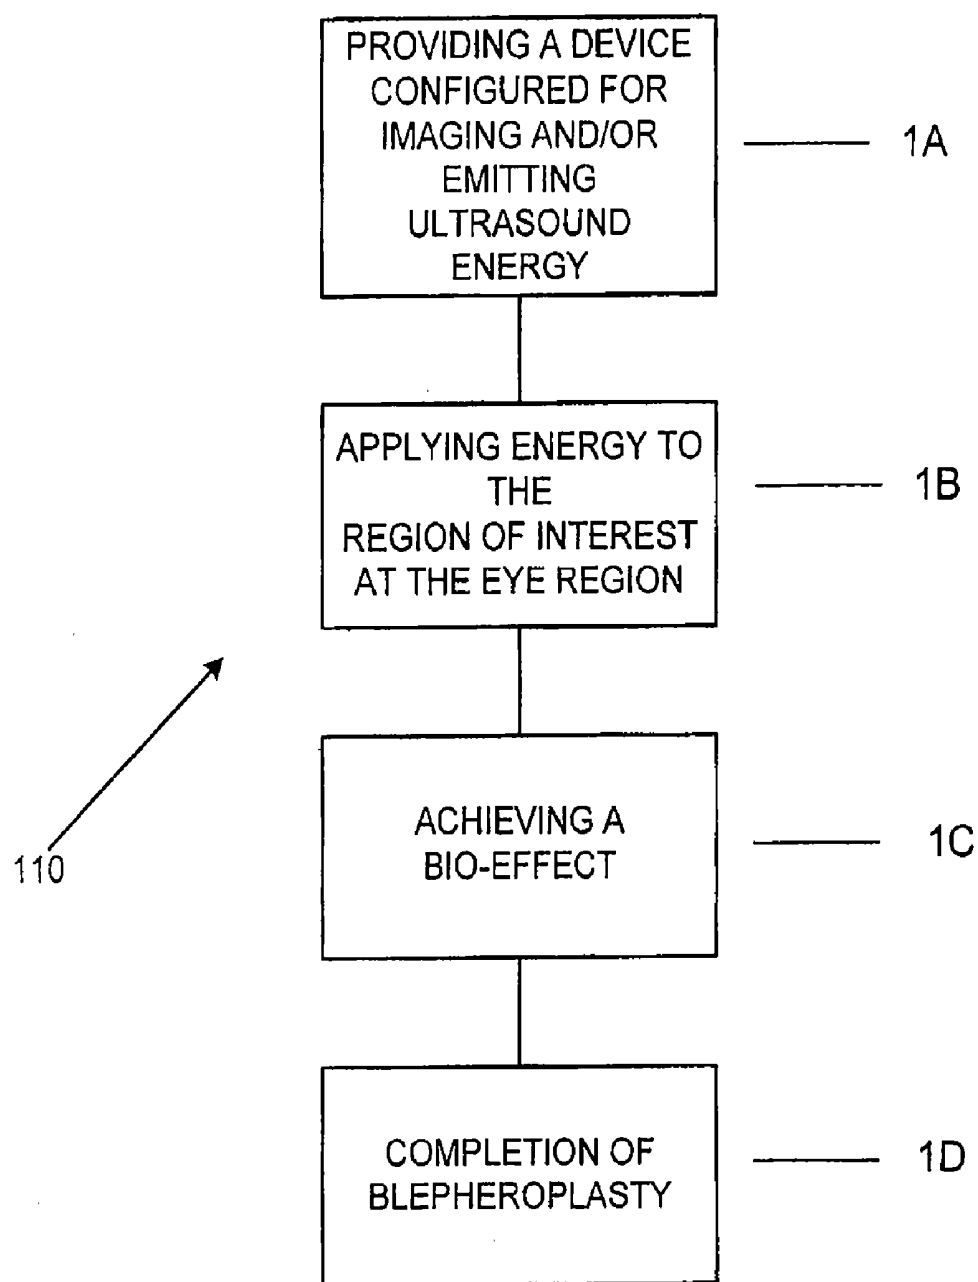 PROVIDING A DEVICE
CONFIGURED FOR
IMAGING AND/OR
EMITTING
ULTRASOUND
ENERGY
1A
APPLYING ENERGY TO
THE
REGION OF INTEREST
AT THE EYE REGION
1B
110
ACHIEVING A
BIO-EFFECT
1C
COMPLETION OF
BLEPHEROPLASTY
1D